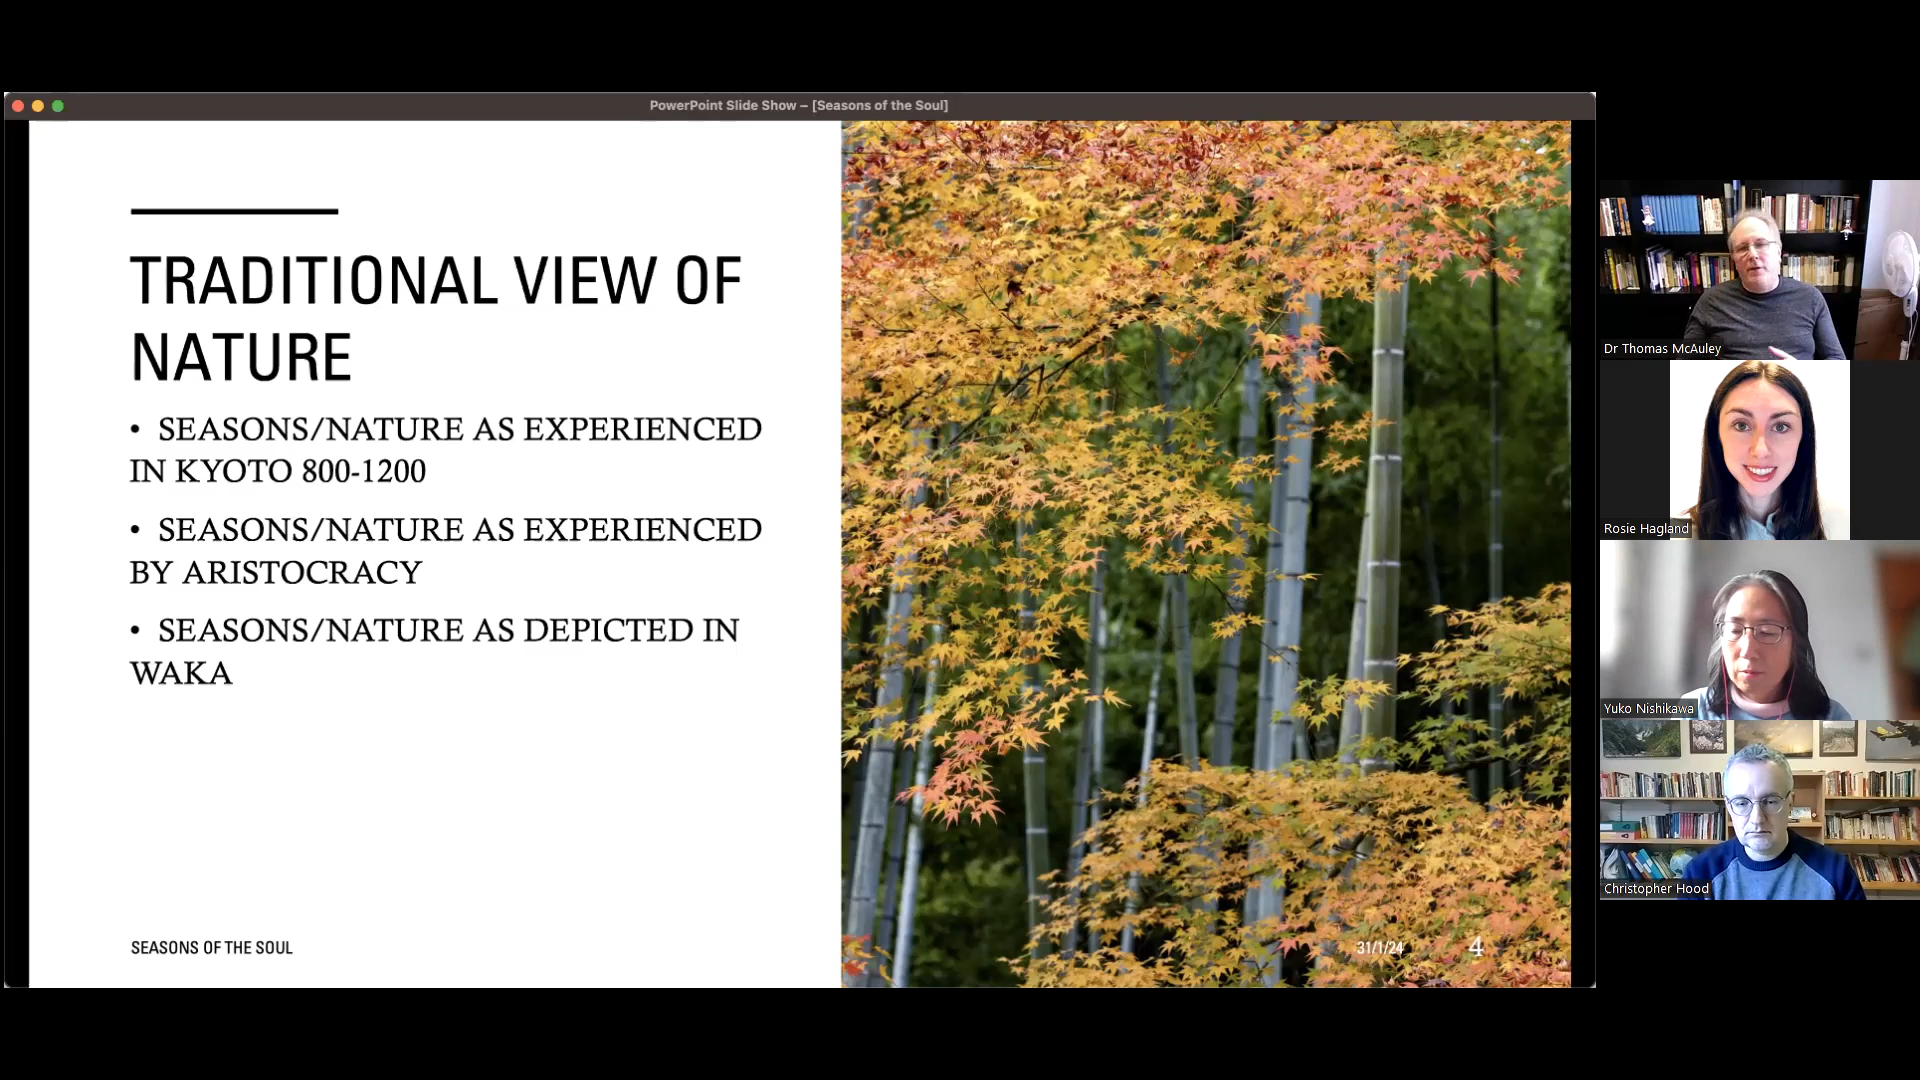 PowerPoint Slide Show – [Seasons of the Soul]
TRADITIONAL VIEW OF
NATURE
• SEASONS/NATURE AS EXPERIENCED
IN KYOTO 800-1200
• SEASONS/NATURE AS EXPERIENCED
BY ARISTOCRACY
• SEASONS/NATURE AS DEPICTED IN
WAKA
SEASONS OF THE SOUL
31/1/24
4
Dr Thomas McAuley
Rosie Hagland
Yuko Nishikawa
Christopher Hood